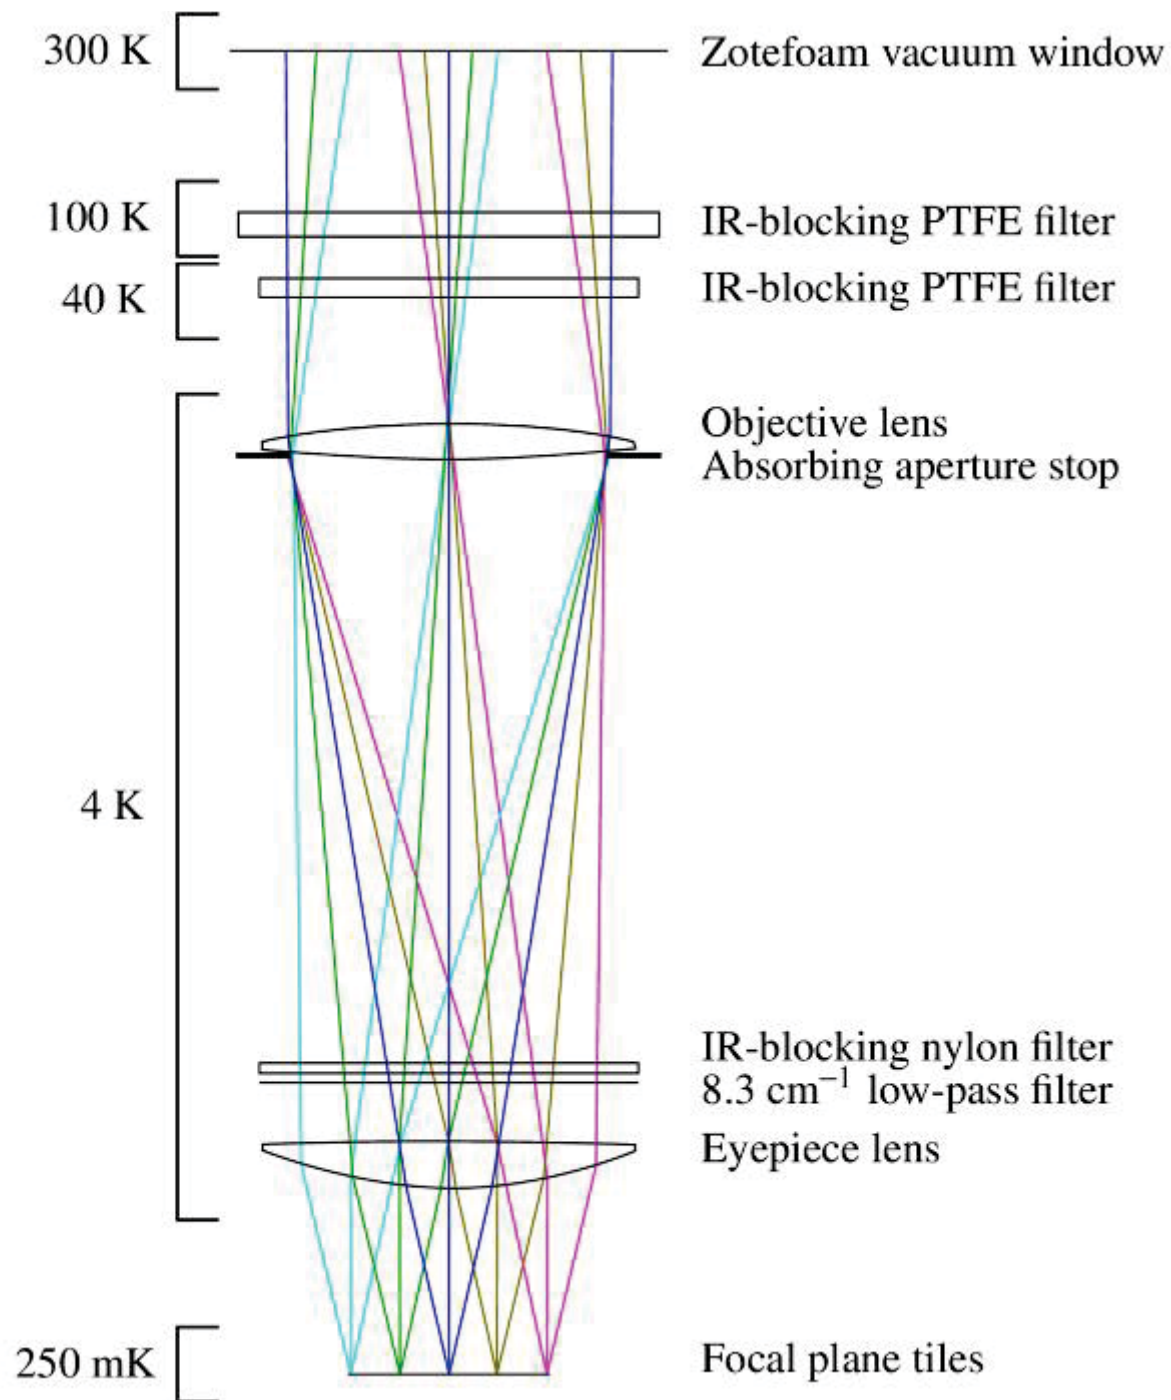 300 K
Zotefoam vacuum window
100 K
IR-blocking PTFE filter
40 K
IR-blocking PTFE filter
Objective lens
Absorbing aperture stop
4 K
IR-blocking nylon filter
8.3 cm⁻¹ low-pass filter
Eyepiece lens
250 mK
Focal plane tiles